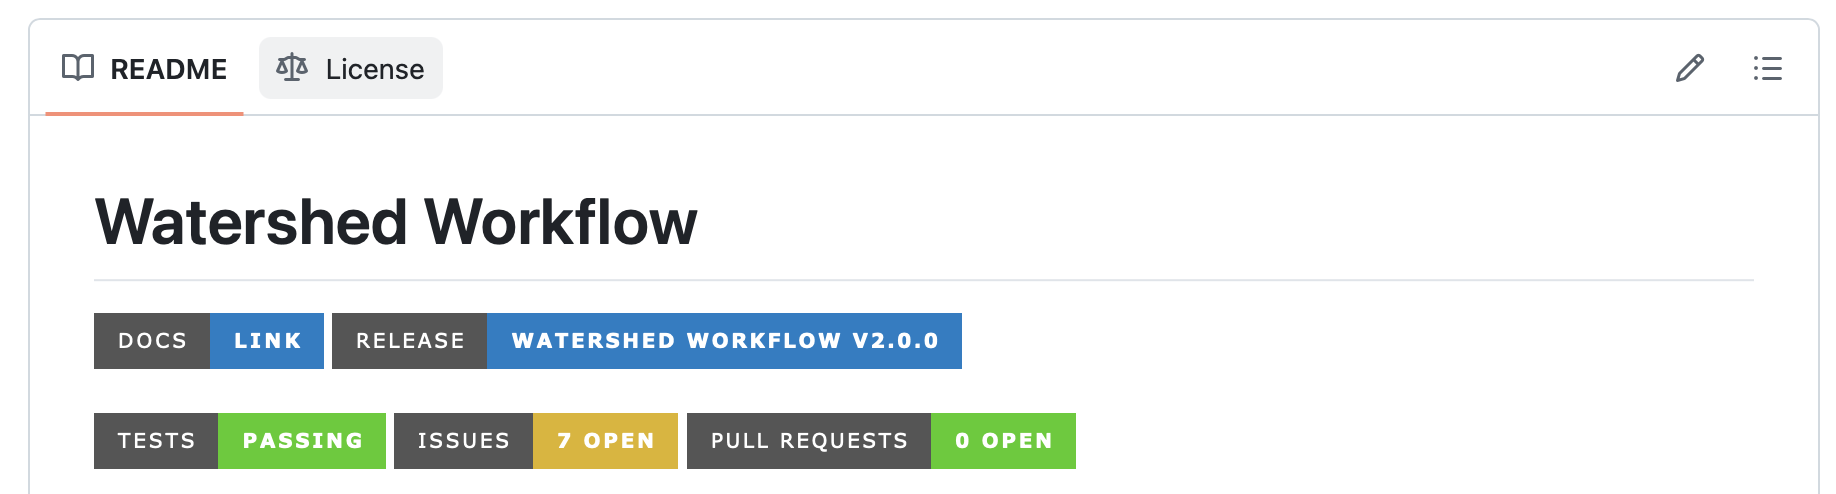 README License
Watershed Workflow
DOCS LINK RELEASE WATERSHED WORKFLOW V2.0.0
TESTS PASSING ISSUES 7 OPEN PULL REQUESTS 0 OPEN